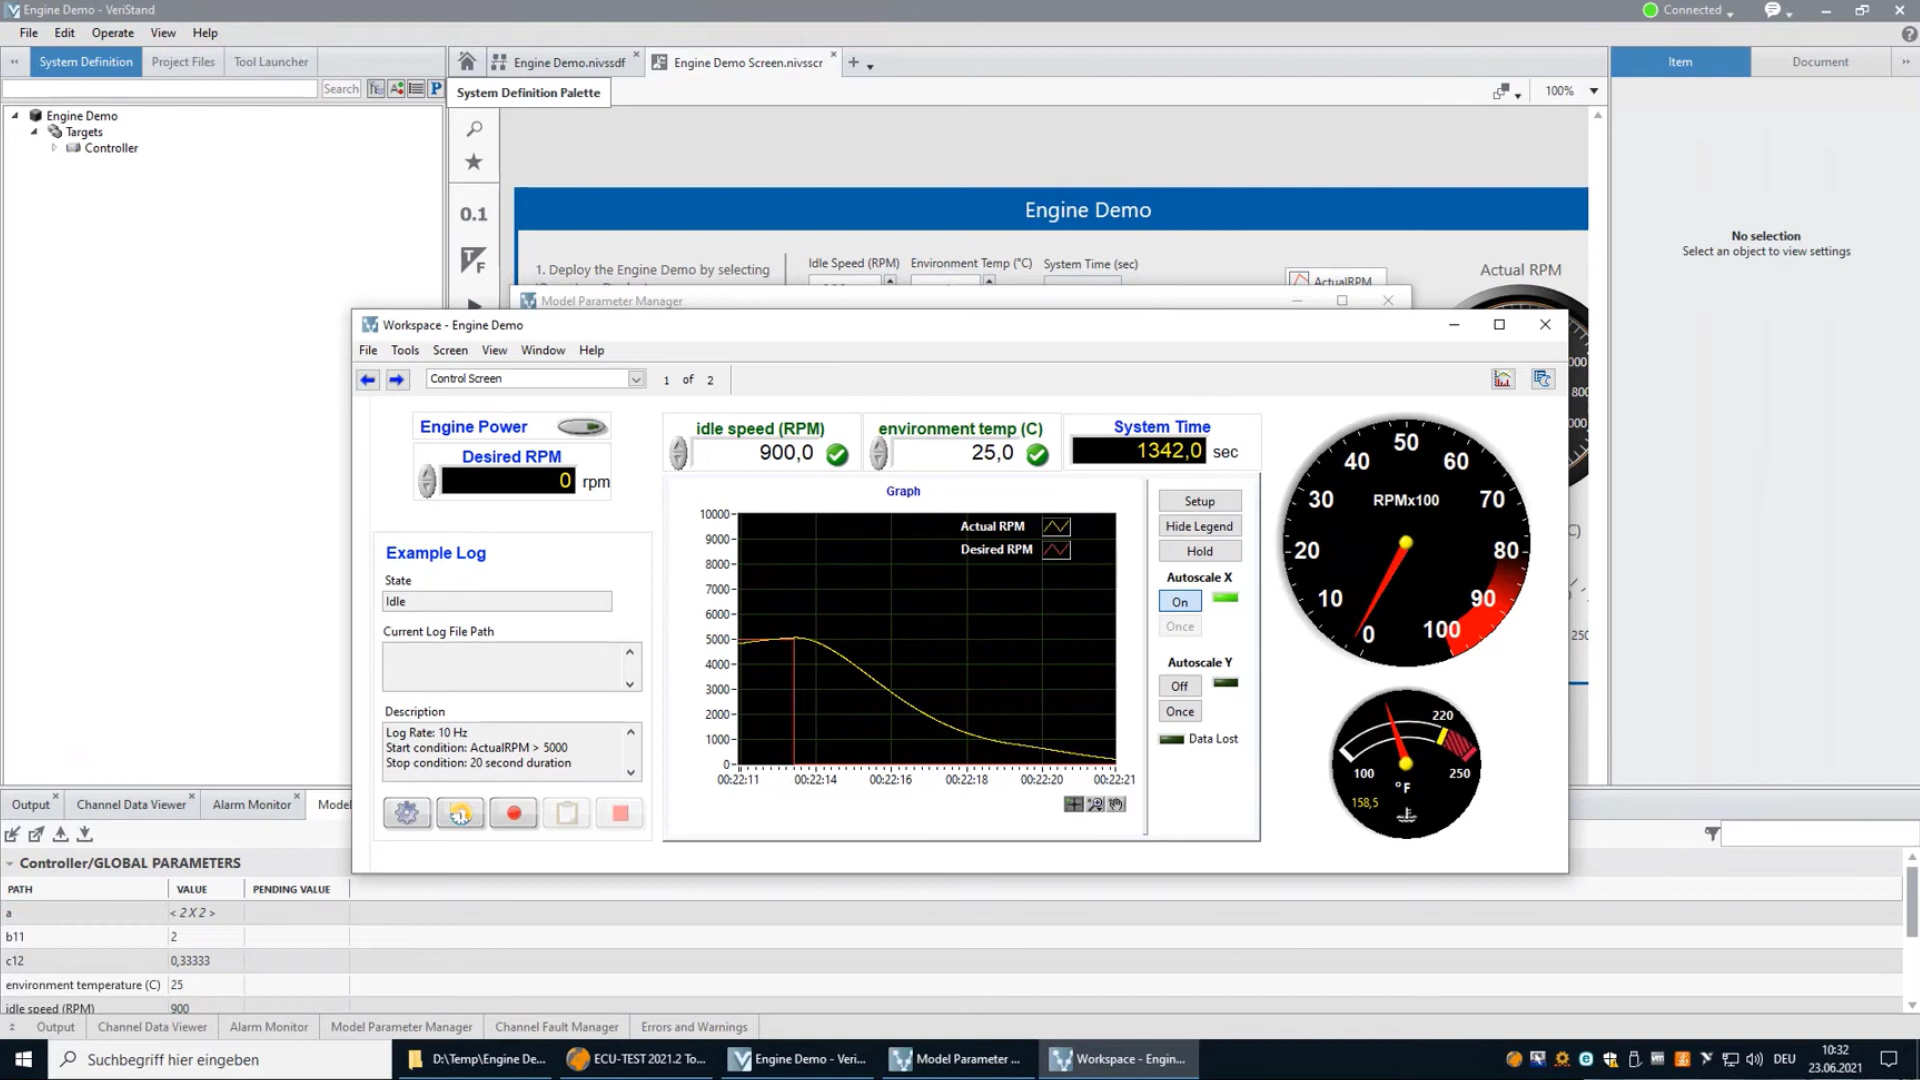 Engine Demo - VeriStand
Connected
File Edit Operate View Help
System Definition Project Files Tool Launcher
Engine Demo.nivssdf
Engine Demo Screen.nivsscr
Item Document
Search
System Definition Palette
100%
Engine Demo
Targets
Controller
0.1
T/F
Engine Demo
1. Deploy the Engine Demo by selecting
Idle Speed (RPM) Environment Temp (°C) System Time (sec)
ActualRPM
Actual RPM
No selection
Select an object to view settings
Model Parameter Manager
Workspace - Engine Demo
File Tools Screen View Window Help
Control Screen
1 of 2
Engine Power
Desired RPM
0 rpm
idle speed (RPM)
900,0
environment temp (C)
25,0
System Time
1342,0 sec
Example Log
State
Idle
Current Log File Path
Description
Log Rate: 10 Hz
Start condition: ActualRPM > 5000
Stop condition: 20 second duration
Graph
Actual RPM
Desired RPM
10000
9000
8000
7000
6000
5000
4000
3000
2000
1000
0
00:22:11 00:22:14 00:22:16 00:22:18 00:22:20 00:22:21
Setup
Hide Legend
Hold
Autoscale X
On
Once
Autoscale Y
Off
Once
Data Lost
0 10 20 30 40 50 60 70 80 90 100
RPMx100
100 220 250
°F
158,5
Output Channel Data Viewer Alarm Monitor Model
Controller/GLOBAL PARAMETERS
PATH VALUE PENDING VALUE
a < 2 X 2 >
b11 2
c12 0,33333
environment temperature (C) 25
idle speed (RPM) 900
Output Channel Data Viewer Alarm Monitor Model Parameter Manager Channel Fault Manager Errors and Warnings
Suchbegriff hier eingeben
D:\Temp\Engine De...
ECU-TEST 2021.2 To...
Engine Demo - Veri...
Model Parameter ...
Workspace - Engin...
DEU
10:32
23.06.2021